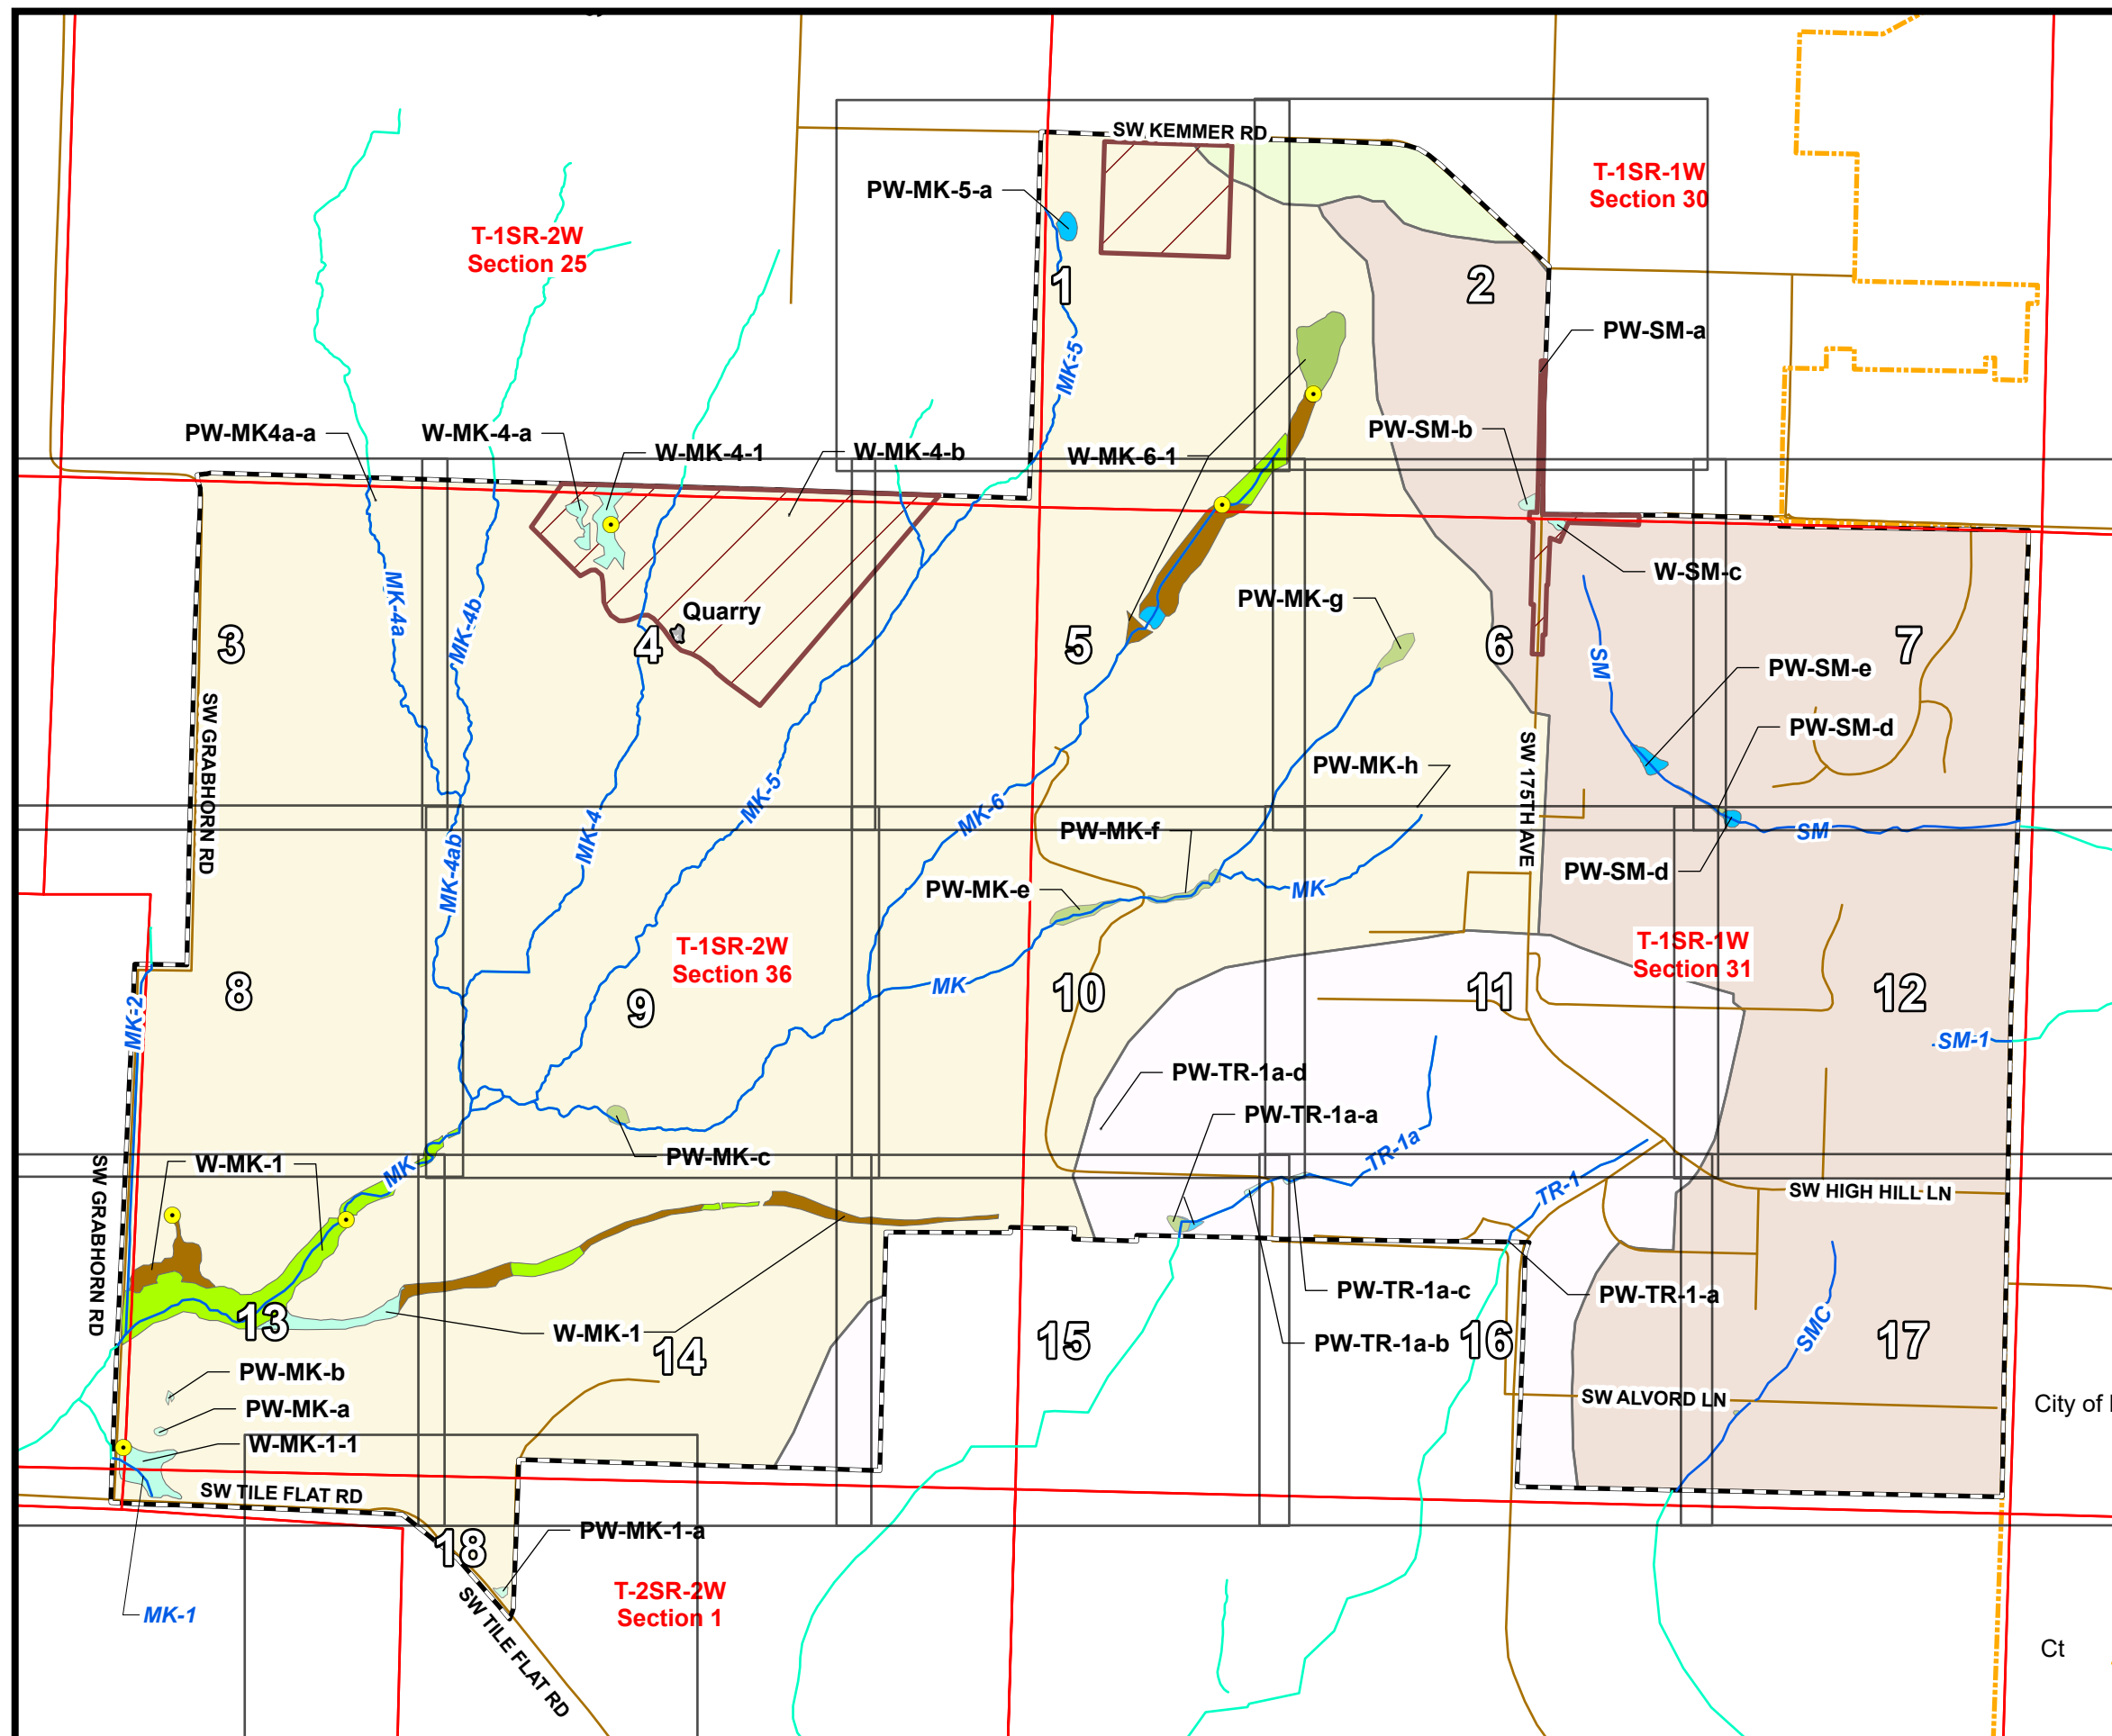 SW KEMMER RD
T-1SR-1W
Section 30
PW-MK-5-a
T-1SR-2W
Section 25
1
2
PW-SM-a
MK-5
PW-MK4a-a
W-MK-4-a
W-MK-4-1
W-MK-4-b
W-MK-6-1
PW-SM-b
W-SM-c
MK-4a
MK-4b
Quarry
PW-MK-g
3
4
5
6
7
SM
PW-SM-e
SW GRABHORN RD
PW-SM-d
SW 175TH AVE
PW-MK-h
MK-5
MK-6
MK-4
PW-MK-f
SM
MK-4ab
PW-SM-d
PW-MK-e
MK
T-1SR-2W
Section 36
T-1SR-1W
Section 31
MK
8
9
10
11
12
MK-2
SM-1
PW-TR-1a-d
PW-TR-1a-a
TR-1a
PW-MK-c
W-MK-1
MK
TR-1
SW HIGH HILL LN
SW GRABHORN RD
PW-TR-1a-c
PW-TR-1-a
13
W-MK-1
14
15
PW-TR-1a-b
16
17
SMC
PW-MK-b
PW-MK-a
SW ALVORD LN
City of
W-MK-1-1
SW TILE FLAT RD
PW-MK-1-a
18
T-2SR-2W
Section 1
MK-1
SW TILE FLAT RD
Ct